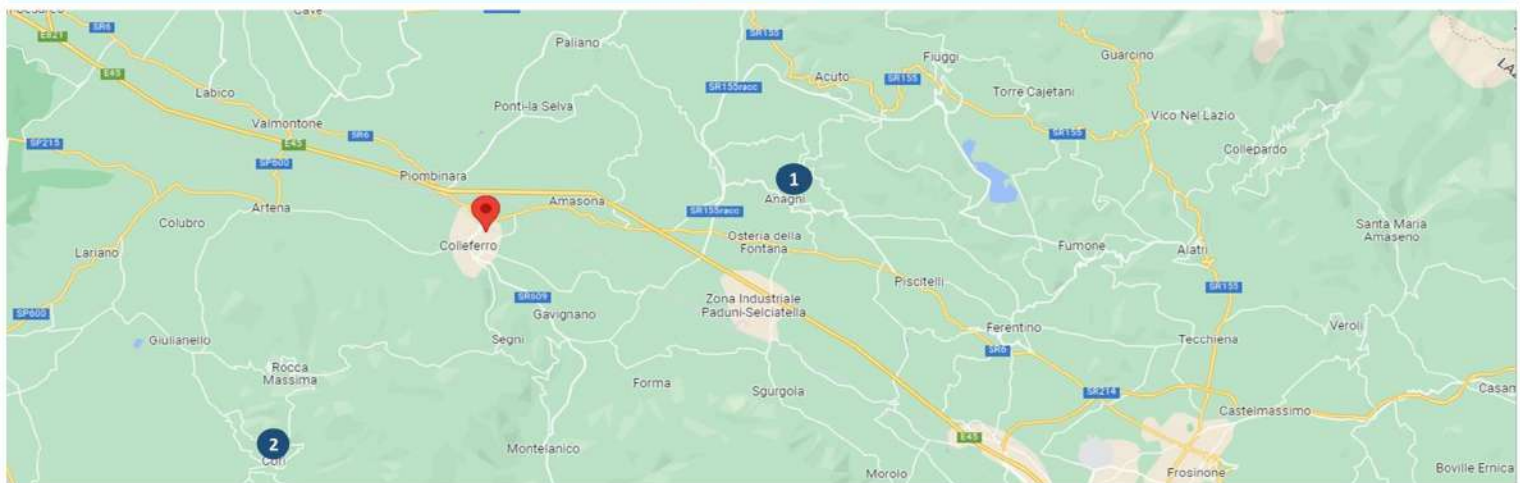 Cave
SR6
E821
Paliano
SR155
Fiuggi
Guarcino
E45
Acuto
SR155
Labico
SR155racc
Torre Cajetani
Ponti-la Selva
Vico Nel Lazio
Valmontone
SR6
SR155
SP215
E45
Collepardo
SP600
Piombinara
1
Anagni
Artena
Amasona
SR155racc
Colubro
Santa Maria
Amaseno
Osteria della
Fontana
Colleferro
Fumone
Alatri
Lariano
Piscitelli
SR155
SR609
Zona Industriale
Paduni-Selciatella
SP600
Gavignano
Ferentino
Veroli
Giulianello
Segni
Tecchiena
SR6
Rocca
Massima
Forma
Sgurgola
SR214
Castelmassimo
2
Cori
E45
Montelanico
Morolo
Frosinone
Boville Ernica